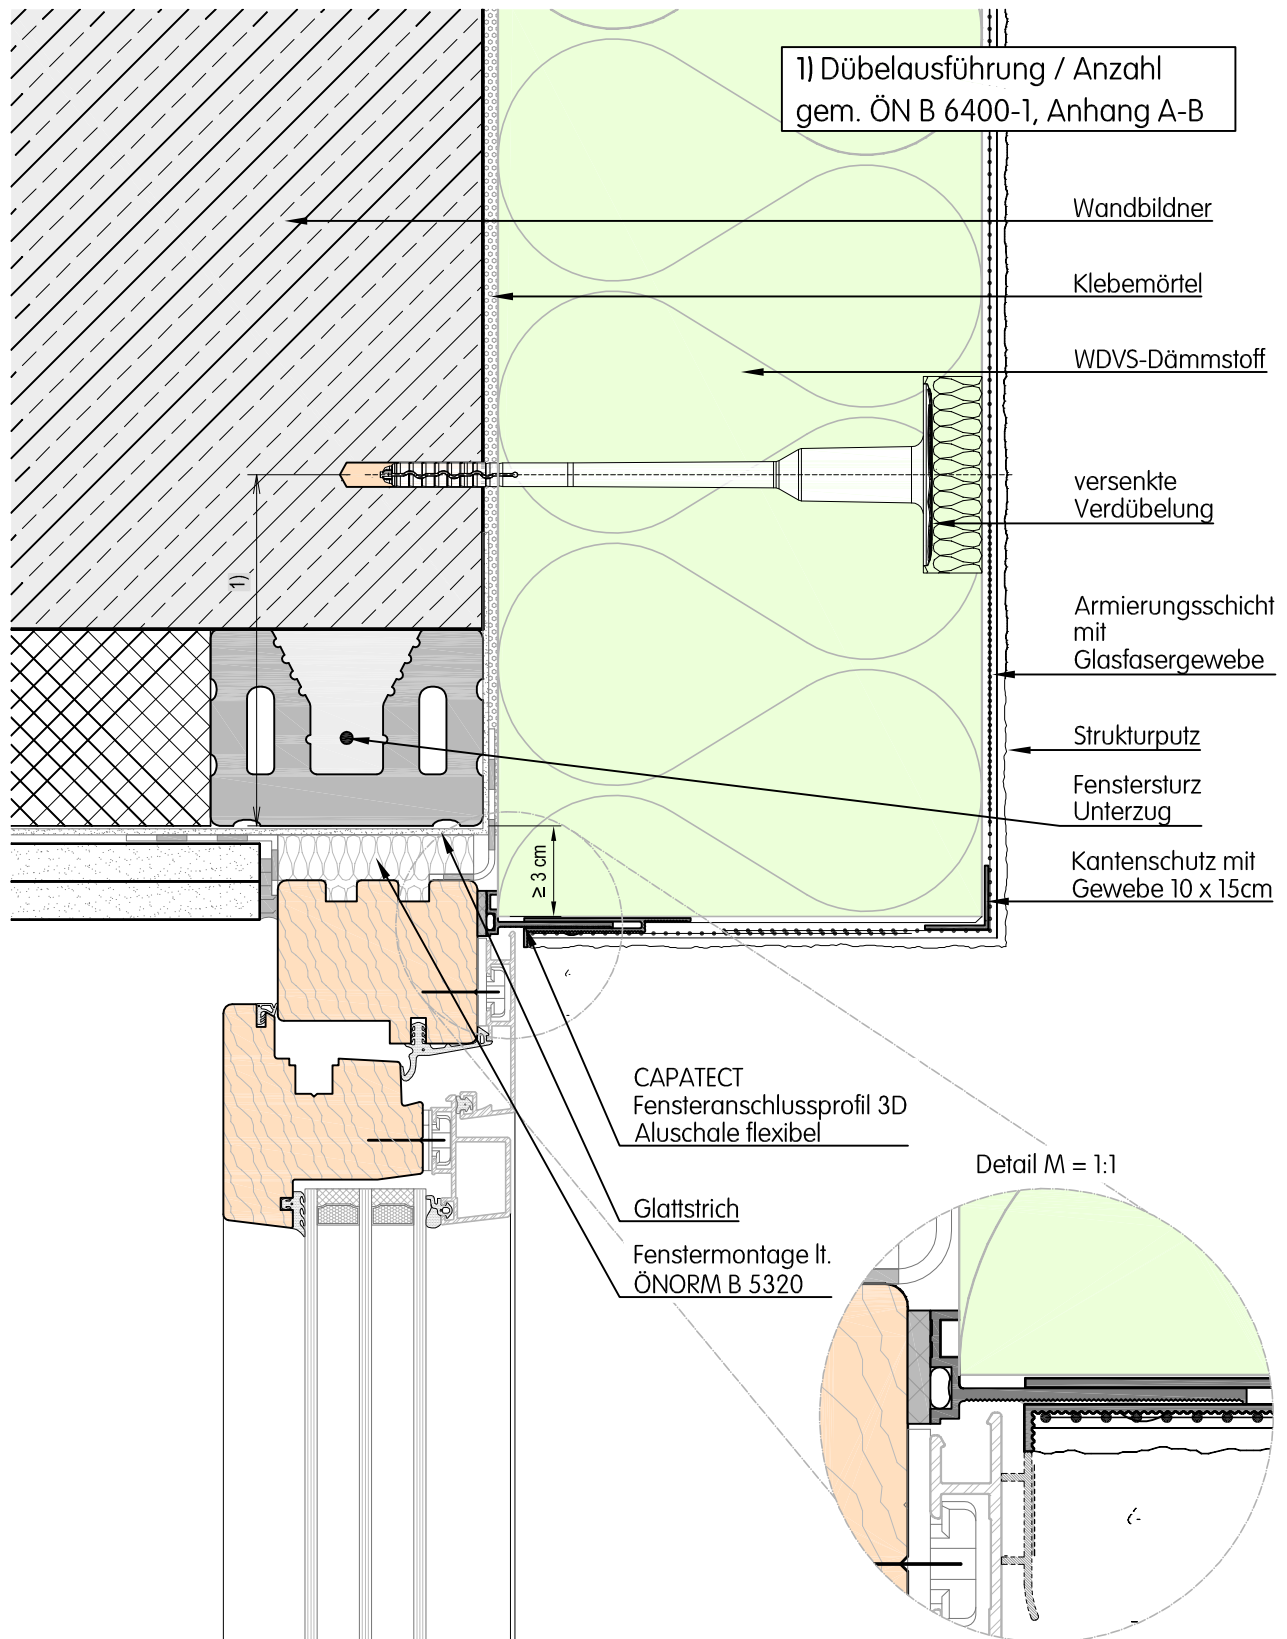 1) Dübelausführung / Anzahl
gem. ÖN B 6400-1, Anhang A-B
Wandbildner
Klebemörtel
WDVS-Dämmstoff
versenkte
Verdübelung
1)
Armierungsschicht
mit
Glasfasergewebe
Strukturputz
Fenstersturz
Unterzug
Kantenschutz mit
Gewebe 10 x 15cm
≥ 3 cm
CAPATECT
Fensteranschlussprofil 3D
Aluschale flexibel
Detail M = 1:1
Glattstrich
Fenstermontage lt.
ÖNORM B 5320